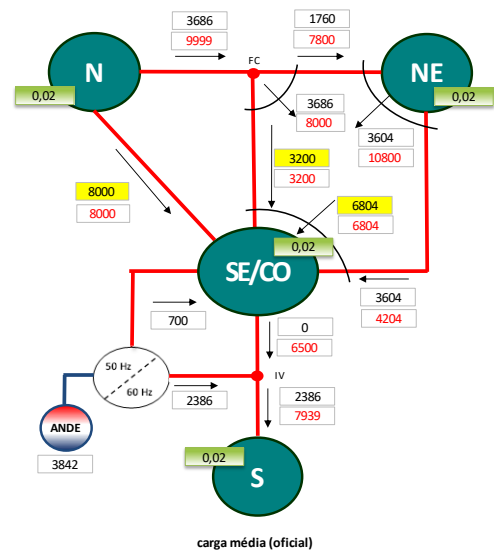 3686
9999
1760
7800
N
FC
NE
0,02
0,02
3686
8000
3604
10800
3200
3200
8000
8000
6804
6804
0,02
SE/CO
3604
4204
700
0
6500
50 Hz
60 Hz
IV
2386
2386
7939
ANDE
3842
0,02
S
carga média (oficial)